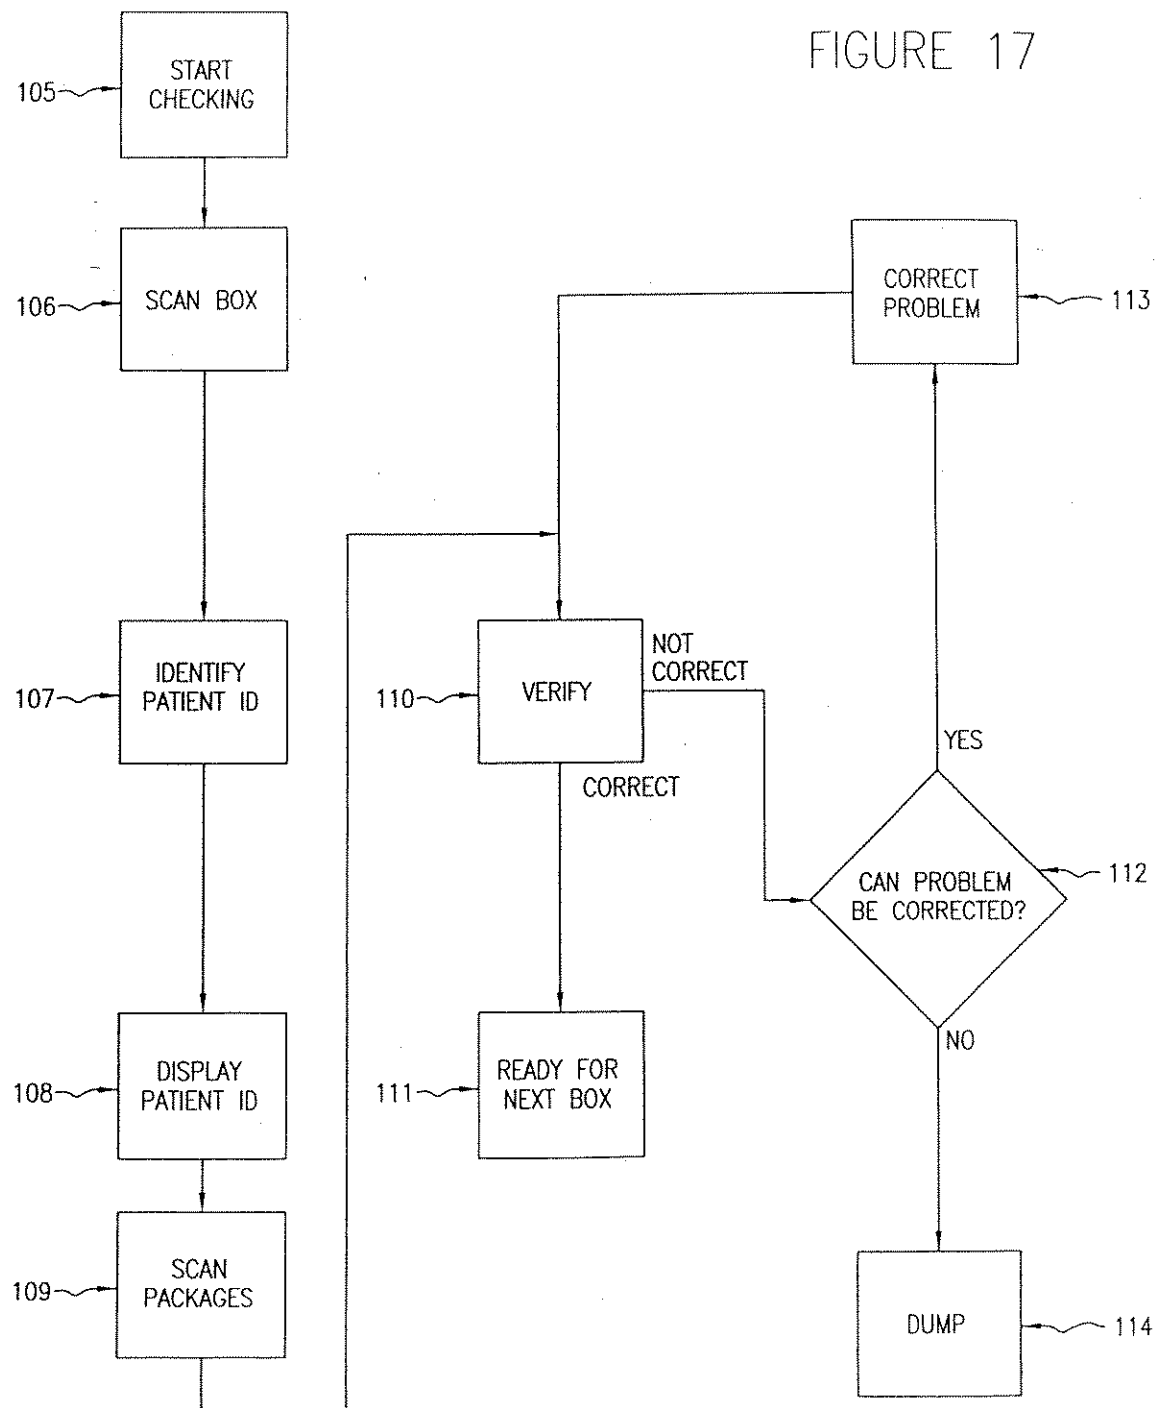 FIGURE 17
START
CHECKING
105
SCAN BOX
106
IDENTIFY
PATIENT ID
107
DISPLAY
PATIENT ID
108
SCAN
PACKAGES
109
VERIFY
110
NOT
CORRECT
CORRECT
READY FOR
NEXT BOX
111
CORRECT
PROBLEM
113
YES
CAN PROBLEM
BE CORRECTED?
112
NO
DUMP
114